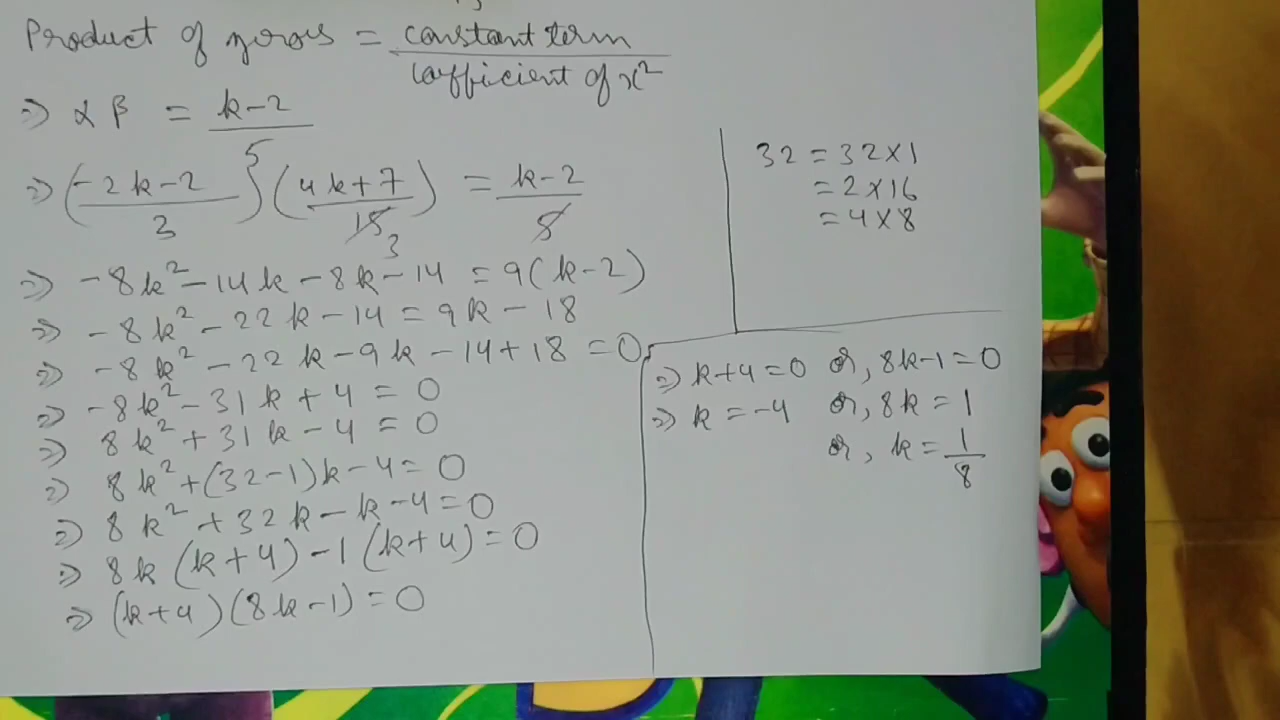 Product of zeroes = constant term / coefficient of x²
⇒ αβ = k-2 / 5
⇒ (-2k-2 / 3) (4k+7 / 15 3) = k-2 / 5
⇒ -8k² - 14k - 8k - 14 = 9(k-2)
⇒ -8k² - 22k - 14 = 9k - 18
⇒ -8k² - 22k - 9k - 14 + 18 = 0
⇒ -8k² - 31k + 4 = 0
⇒ 8k² + 31k - 4 = 0
⇒ 8k² + (32-1)k - 4 = 0
⇒ 8k² + 32k - k - 4 = 0
⇒ 8k (k+4) - 1 (k+4) = 0
⇒ (k+4) (8k-1) = 0
32 = 32×1
= 2×16
= 4×8
⇒ k+4=0 or, 8k-1=0
⇒ k = -4 or, 8k = 1
or, k = 1/8